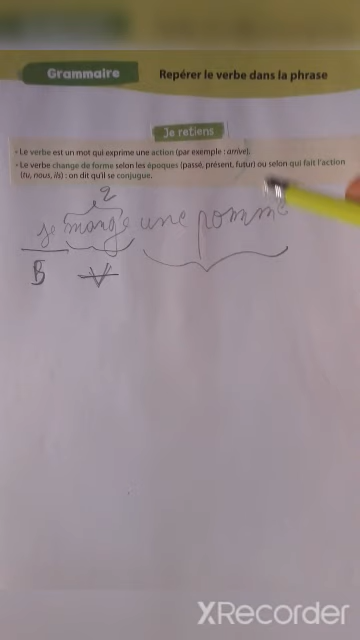 Grammaire
Repérer le verbe dans la phrase
Je retiens
• Le verbe est un mot qui exprime une action (par exemple : arrive).
• Le verbe change de forme selon les époques (passé, présent, futur) ou selon qui fait l'action
(tu, nous, ils) : on dit qu'il se conjugue.
2
je mange une pomme
B V
XRecorder